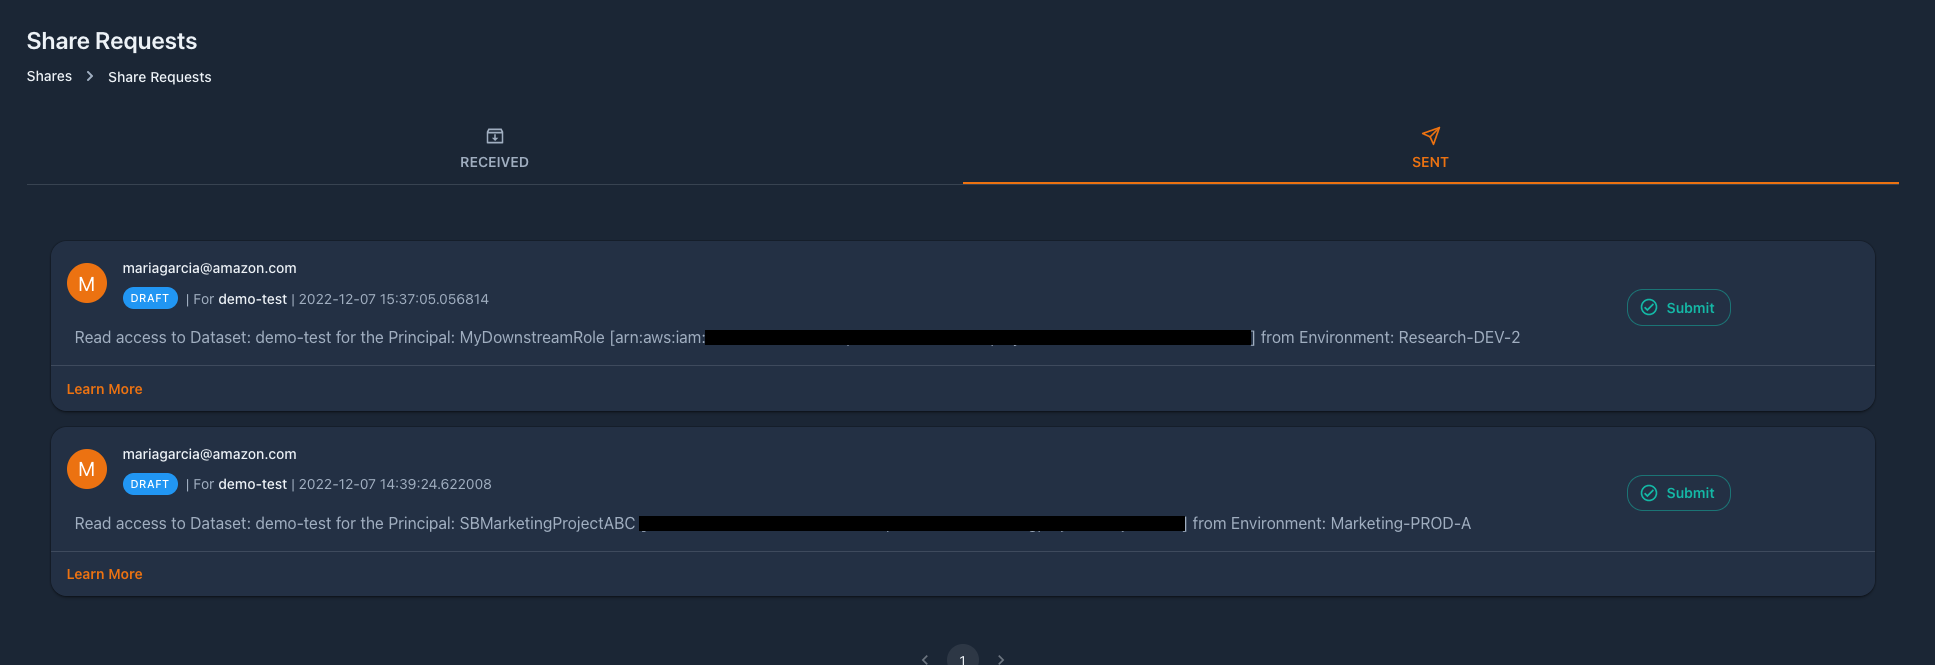 Share Requests
Shares > Share Requests
RECEIVED
SENT
M
mariagarcia@amazon.com
DRAFT | For demo-test | 2022-12-07 15:37:05.056814
Submit
Read access to Dataset: demo-test for the Principal: MyDownstreamRole [arn:aws:iam: ] from Environment: Research-DEV-2
Learn More
M
mariagarcia@amazon.com
DRAFT | For demo-test | 2022-12-07 14:39:24.622008
Submit
Read access to Dataset: demo-test for the Principal: SBMarketingProjectABC ] from Environment: Marketing-PROD-A
Learn More
< 1 >